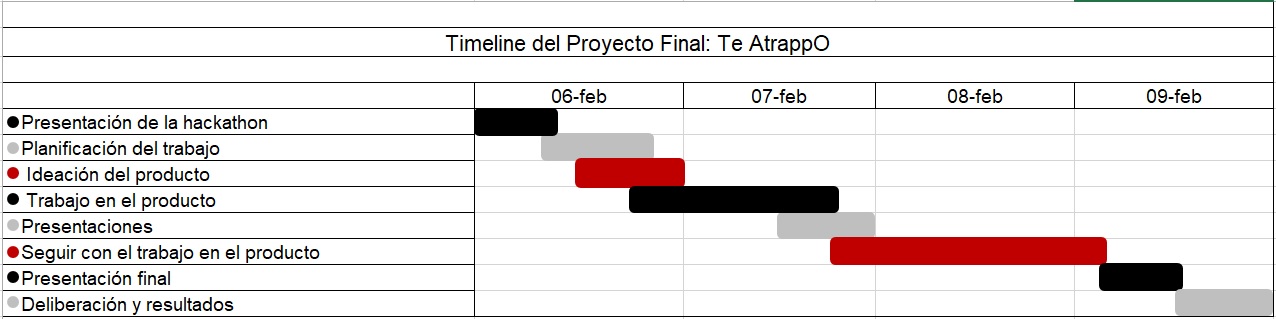 Timeline del Proyecto Final: Te AtrappO
06-feb 07-feb 08-feb 09-feb
Presentación de la hackathon
Planificación del trabajo
Ideación del producto
Trabajo en el producto
Presentaciones
Seguir con el trabajo en el producto
Presentación final
Deliberación y resultados